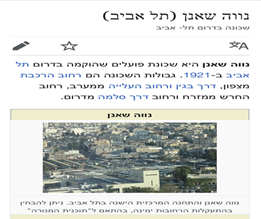 נווה שאנן (תל אביב)
שכונה בדרום תל- אביב
נווה שאנן היא שכונת פועלים שהוקמה בדרום תל
אביב ב-1921. גבולות השכונה הם רחוב הרכבת
מצפון, דרך בגין ורחוב העלייה ממערב, רחוב
החרש ממזרח ורחוב דרך סלמה מדרום.
נווה שאנן
נווה שאנן והתחנה המרכזית הישנה בתל אביב. ניתן להבחין
בהתעקלות הרחובות ימינה, בהתאם ל"תוכנית המנורה"